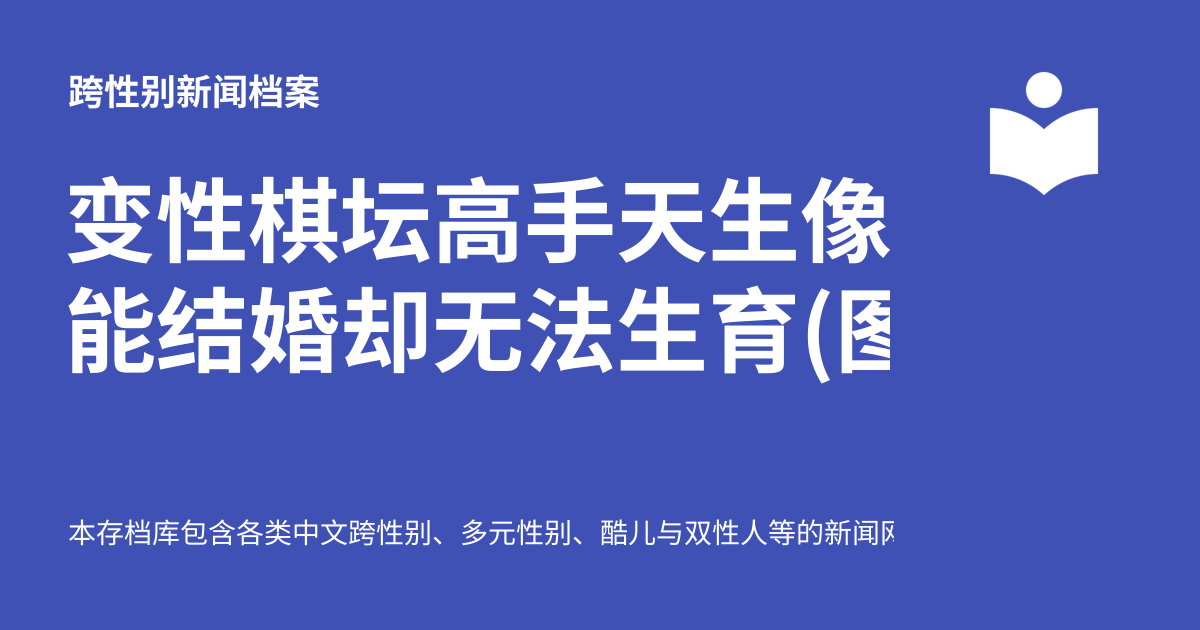 跨性别新闻档案
变性棋坛高手天生像
能结婚却无法生育(图
本存档库包含各类中文跨性别、多元性别、酷儿与双性人等的新闻网